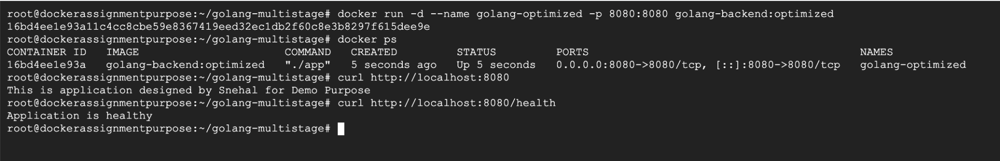 root@dockerassignmentpurpose:~/golang-multistage# docker run -d --name golang-optimized -p 8080:8080 golang-backend:optimized
16bd4ee1e93a11c4cc8cbe59e8367419eed32ec1db2f60c8e3b8297f615dee9e
root@dockerassignmentpurpose:~/golang-multistage# docker ps
CONTAINER ID   IMAGE                      COMMAND   CREATED         STATUS         PORTS                                         NAMES
16bd4ee1e93a   golang-backend:optimized   "./app"   5 seconds ago   Up 5 seconds   0.0.0.0:8080->8080/tcp, [::]:8080->8080/tcp   golang-optimized
root@dockerassignmentpurpose:~/golang-multistage# curl http://localhost:8080
This is application designed by Snehal for Demo Purpose
root@dockerassignmentpurpose:~/golang-multistage# curl http://localhost:8080/health
Application is healthy
root@dockerassignmentpurpose:~/golang-multistage#